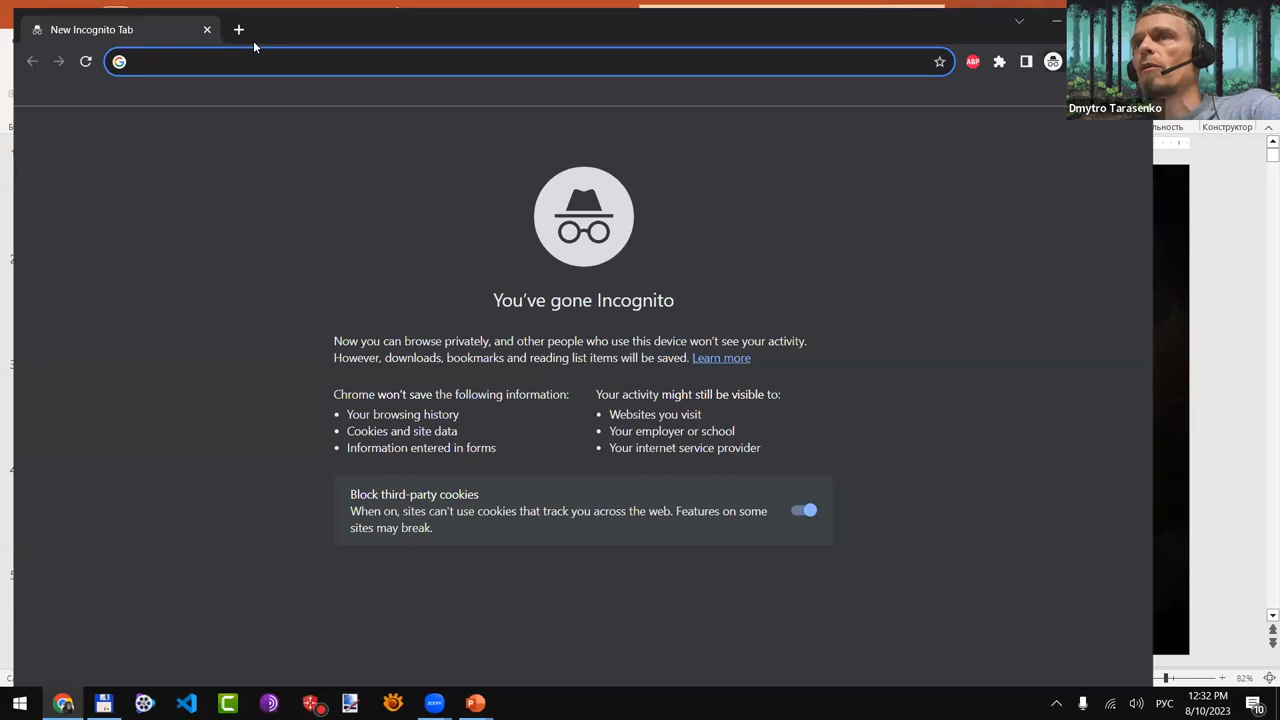 New Incognito Tab
ABP
Dmytro Tarasenko
льность
Конструктор
You've gone Incognito
Now you can browse privately, and other people who use this device won't see your activity.
However, downloads, bookmarks and reading list items will be saved. Learn more
Chrome won't save the following information:
• Your browsing history
• Cookies and site data
• Information entered in forms
Your activity might still be visible to:
• Websites you visit
• Your employer or school
• Your internet service provider
Block third-party cookies
When on, sites can't use cookies that track you across the web. Features on some
sites may break.
82%
zoom
РУС
12:32 PM
8/10/2023
10